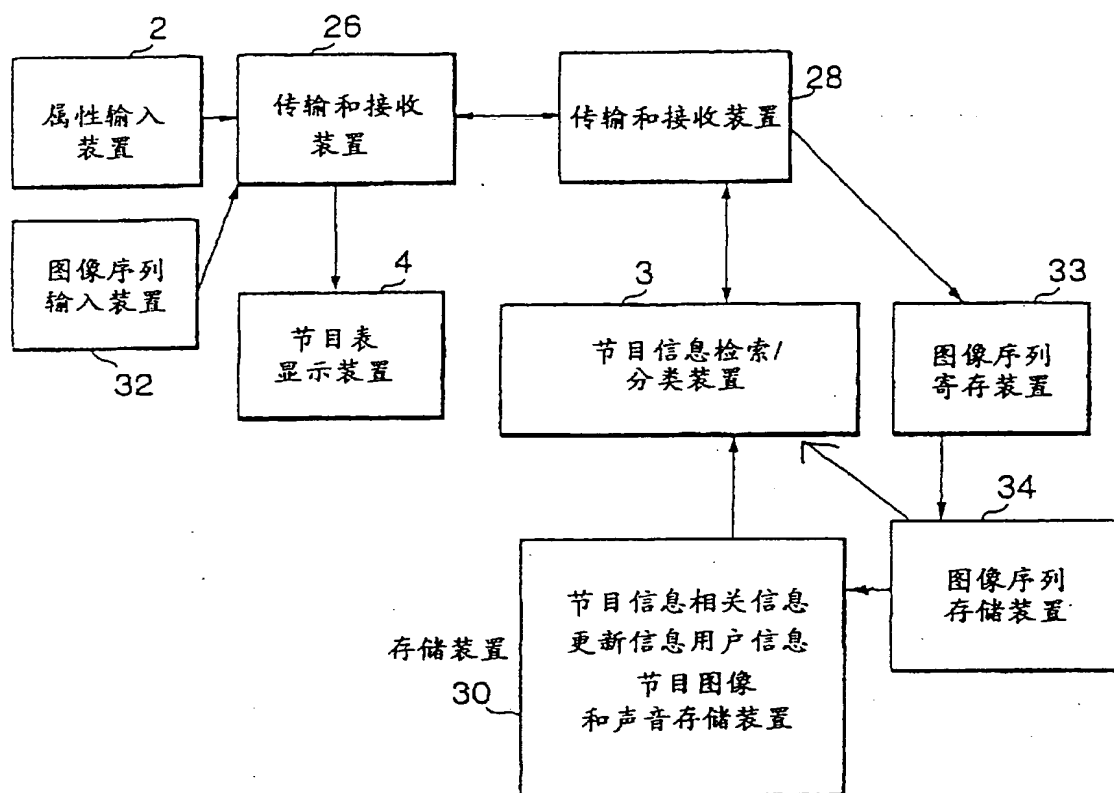 2
26
28
属性输入
装置
传输和接收
装置
传输和接收装置
图像序列
输入装置
32
4
节目表
显示装置
3
节目信息检索/
分类装置
33
图像序列
寄存装置
34
图像序列
存储装置
存储装置
30
节目信息相关信息
更新信息用户信息
节目图像
和声音存储装置